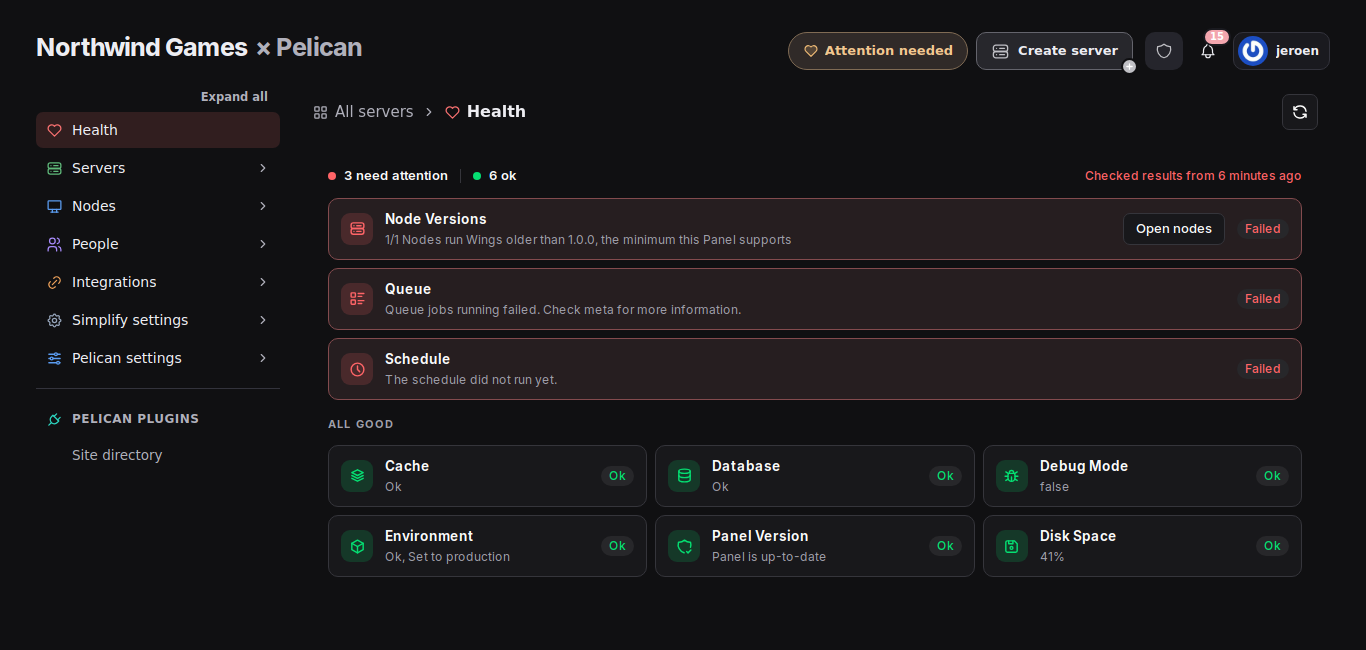 Northwind Games × Pelican
Attention needed
Create server
15
jeroen
Expand all
Health
Servers
Nodes
People
Integrations
Simplify settings
Pelican settings
PELICAN PLUGINS
Site directory
All servers > Health
3 need attention
6 ok
Checked results from 6 minutes ago
Node Versions
1/1 Nodes run Wings older than 1.0.0, the minimum this Panel supports
Open nodes
Failed
Queue
Queue jobs running failed. Check meta for more information.
Failed
Schedule
The schedule did not run yet.
Failed
ALL GOOD
Cache
Ok
Ok
Database
Ok
Ok
Debug Mode
false
Ok
Environment
Ok, Set to production
Ok
Panel Version
Panel is up-to-date
Ok
Disk Space
41%
Ok